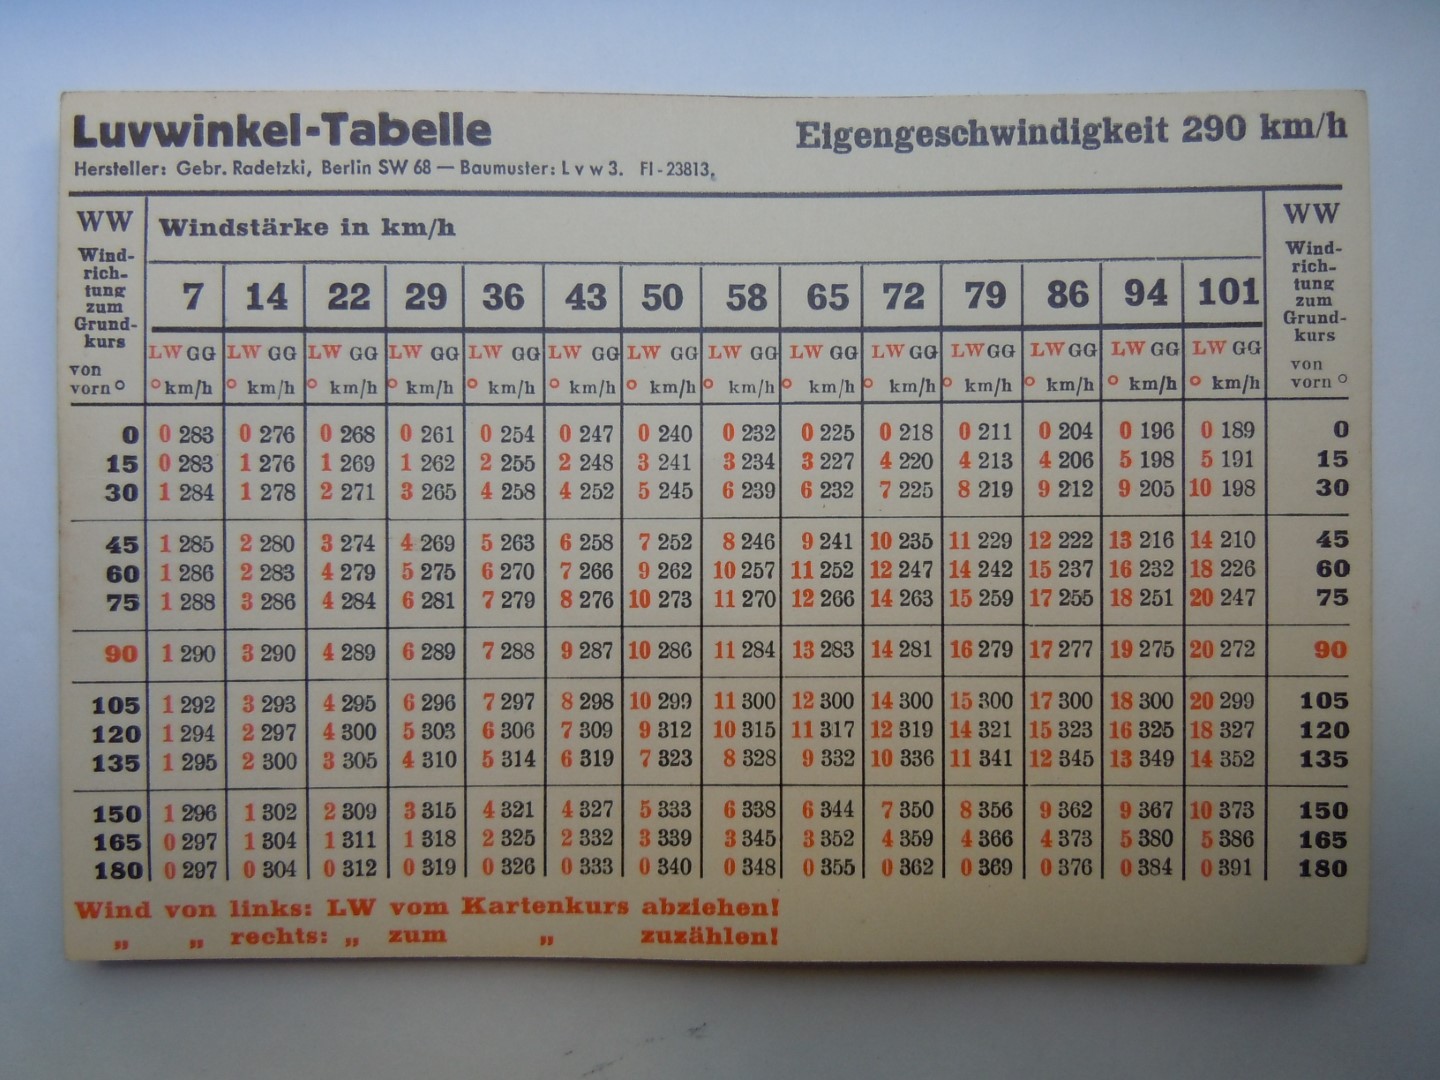 Luvwinkel-Tabelle Eigengeschwindigkeit 290 km/h
Hersteller: Gebr. Radetzki, Berlin SW 68 — Baumuster: L v w 3. Fl-23813.
WW Windstärke in km/h WW
Wind- Wind-
rich- rich-
tung tung
zum zum
Grund- Grund-
kurs kurs
von von
vorn ° vorn °
7 14 22 29 36 43 50 58 65 72 79 86 94 101
LW GG LW GG LW GG LW GG LW GG LW GG LW GG LW GG LW GG LW GG LW GG LW GG LW GG LW GG
° km/h ° km/h ° km/h ° km/h ° km/h ° km/h ° km/h ° km/h ° km/h ° km/h ° km/h ° km/h ° km/h ° km/h
0 0 283 0 276 0 268 0 261 0 254 0 247 0 240 0 232 0 225 0 218 0 211 0 204 0 196 0 189 0
15 0 283 1 276 1 269 1 262 2 255 2 248 3 241 3 234 3 227 4 220 4 213 4 206 5 198 5 191 15
30 1 284 1 278 2 271 3 265 4 258 4 252 5 245 6 239 6 232 7 225 8 219 9 212 9 205 10 198 30
45 1 285 2 280 3 274 4 269 5 263 6 258 7 252 8 246 9 241 10 235 11 229 12 222 13 216 14 210 45
60 1 286 2 283 4 279 5 275 6 270 7 266 9 262 10 257 11 252 12 247 14 242 15 237 16 232 18 226 60
75 1 288 3 286 4 284 6 281 7 279 8 276 10 273 11 270 12 266 14 263 15 259 17 255 18 251 20 247 75
90 1 290 3 290 4 289 6 289 7 288 9 287 10 286 11 284 13 283 14 281 16 279 17 277 19 275 20 272 90
105 1 292 3 293 4 295 6 296 7 297 8 298 10 299 11 300 12 300 14 300 15 300 17 300 18 300 20 299 105
120 1 294 2 297 4 300 5 303 6 306 7 309 9 312 10 315 11 317 12 319 14 321 15 323 16 325 18 327 120
135 1 295 2 300 3 305 4 310 5 314 6 319 7 323 8 328 9 332 10 336 11 341 12 345 13 349 14 352 135
150 1 296 1 302 2 309 3 315 4 321 4 327 5 333 6 338 6 344 7 350 8 356 9 362 9 367 10 373 150
165 0 297 1 304 1 311 1 318 2 325 2 332 3 339 3 345 3 352 4 359 4 366 4 373 5 380 5 386 165
180 0 297 0 304 0 312 0 319 0 326 0 333 0 340 0 348 0 355 0 362 0 369 0 376 0 384 0 391 180
Wind von links: LW vom Kartenkurs abziehen!
„ „ rechts: „ zum „ zuzählen!